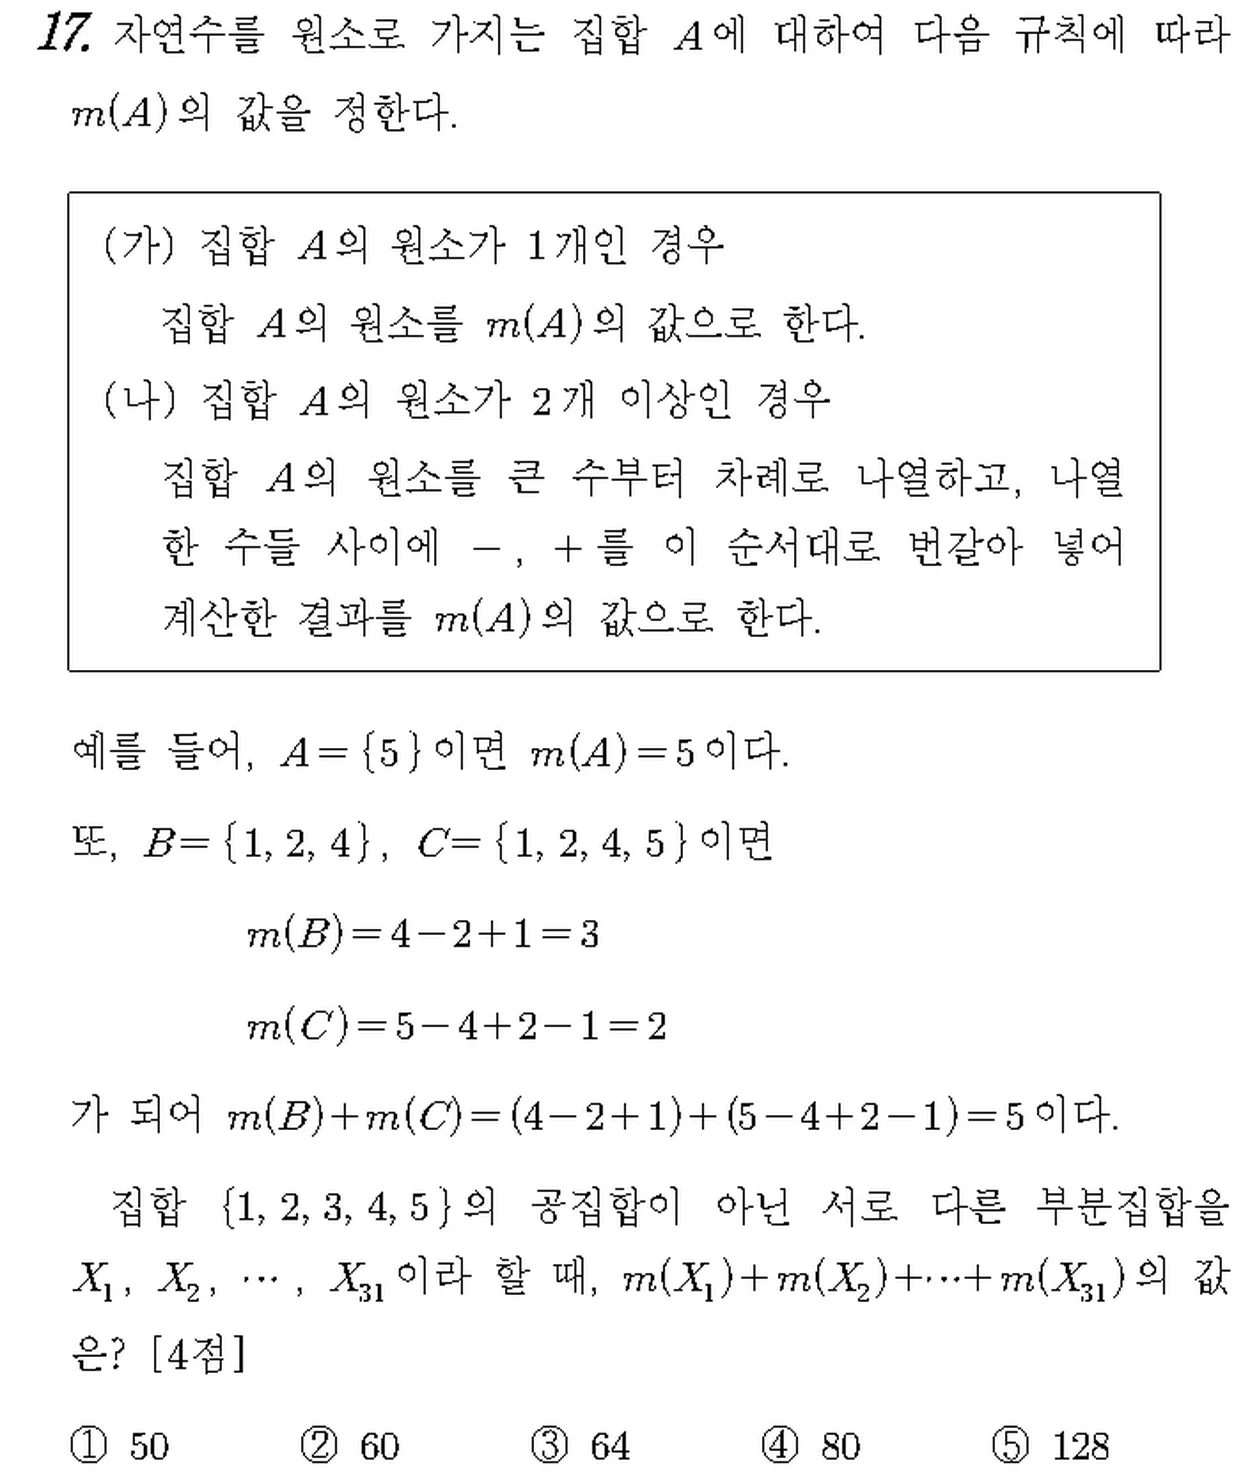 17. 자연수를 원소로 가지는 집합 A에 대하여 다음 규칙에 따라
m(A)의 값을 정한다.
(가) 집합 A의 원소가 1개인 경우
집합 A의 원소를 m(A)의 값으로 한다.
(나) 집합 A의 원소가 2개 이상인 경우
집합 A의 원소를 큰 수부터 차례로 나열하고, 나열
한 수들 사이에 −, +를 이 순서대로 번갈아 넣어
계산한 결과를 m(A)의 값으로 한다.
예를 들어, A={5}이면 m(A)=5이다.
또, B={1, 2, 4}, C={1, 2, 4, 5}이면
m(B)=4−2+1=3
m(C)=5−4+2−1=2
가 되어 m(B)+m(C)=(4−2+1)+(5−4+2−1)=5이다.
집합 {1, 2, 3, 4, 5}의 공집합이 아닌 서로 다른 부분집합을
X₁, X₂, ⋯, X₃₁이라 할 때, m(X₁)+m(X₂)+⋯+m(X₃₁)의 값
은? [4점]
① 50 ② 60 ③ 64 ④ 80 ⑤ 128